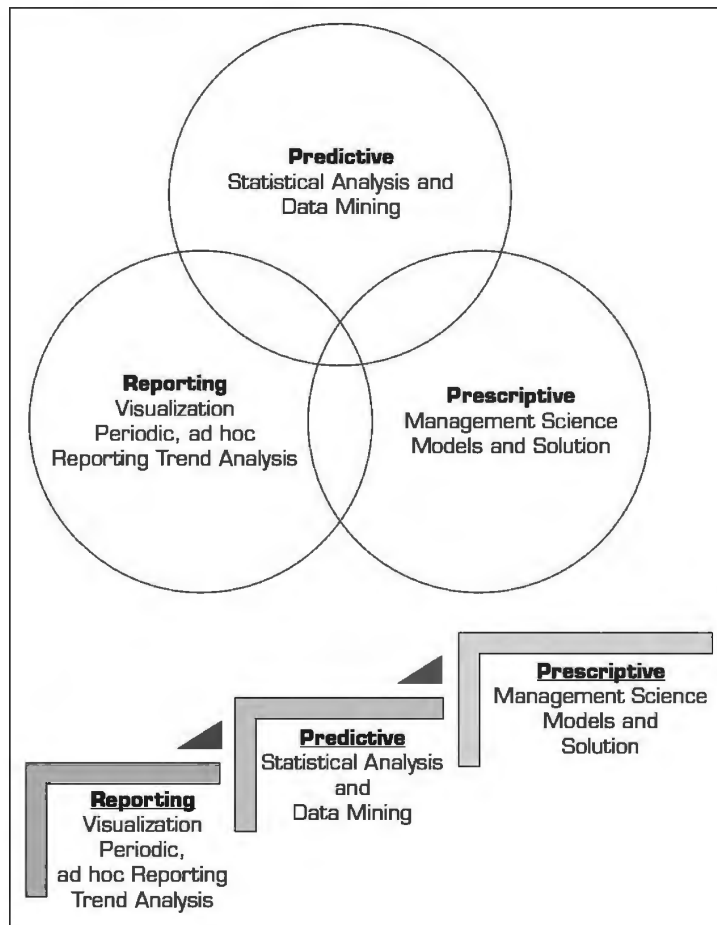 Predictive
Statistical Analysis and
Data Mining
Reporting
Visualization
Periodic, ad hoc
Reporting Trend Analysis
Prescriptive
Management Science
Models and Solution
Prescriptive
Management Science
Models and
Solution
Predictive
Statistical Analysis
and
Data Mining
Reporting
Visualization
Periodic,
ad hoc Reporting
Trend Analysis